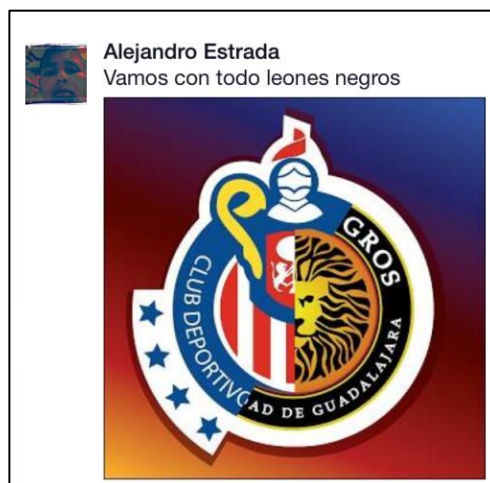 Alejandro Estrada
Vamos con todo leones negros
GROS
CLUB DEPORTIVO
AD DE GUADALAJARA